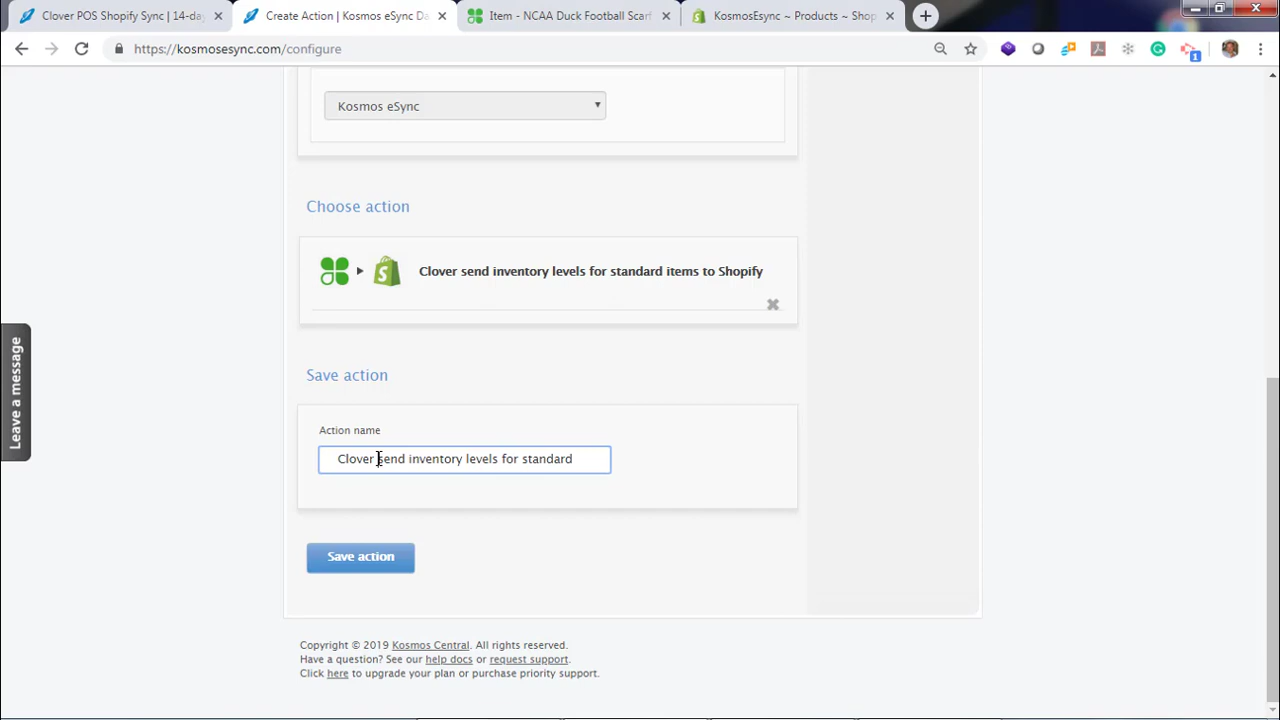 Clover POS Shopify Sync | 14-da
Create Action | Kosmos eSync Da
Item - NCAA Duck Football Scarf
KosmosEsync ~ Products ~ Shop
https://kosmosesync.com/configure
1
Kosmos eSync
Choose action
Clover send inventory levels for standard items to Shopify
Save action
Action name
Clover send inventory levels for standard
Save action
Leave a message
Copyright © 2019 Kosmos Central. All rights reserved.
Have a question? See our help docs or request support.
Click here to upgrade your plan or purchase priority support.